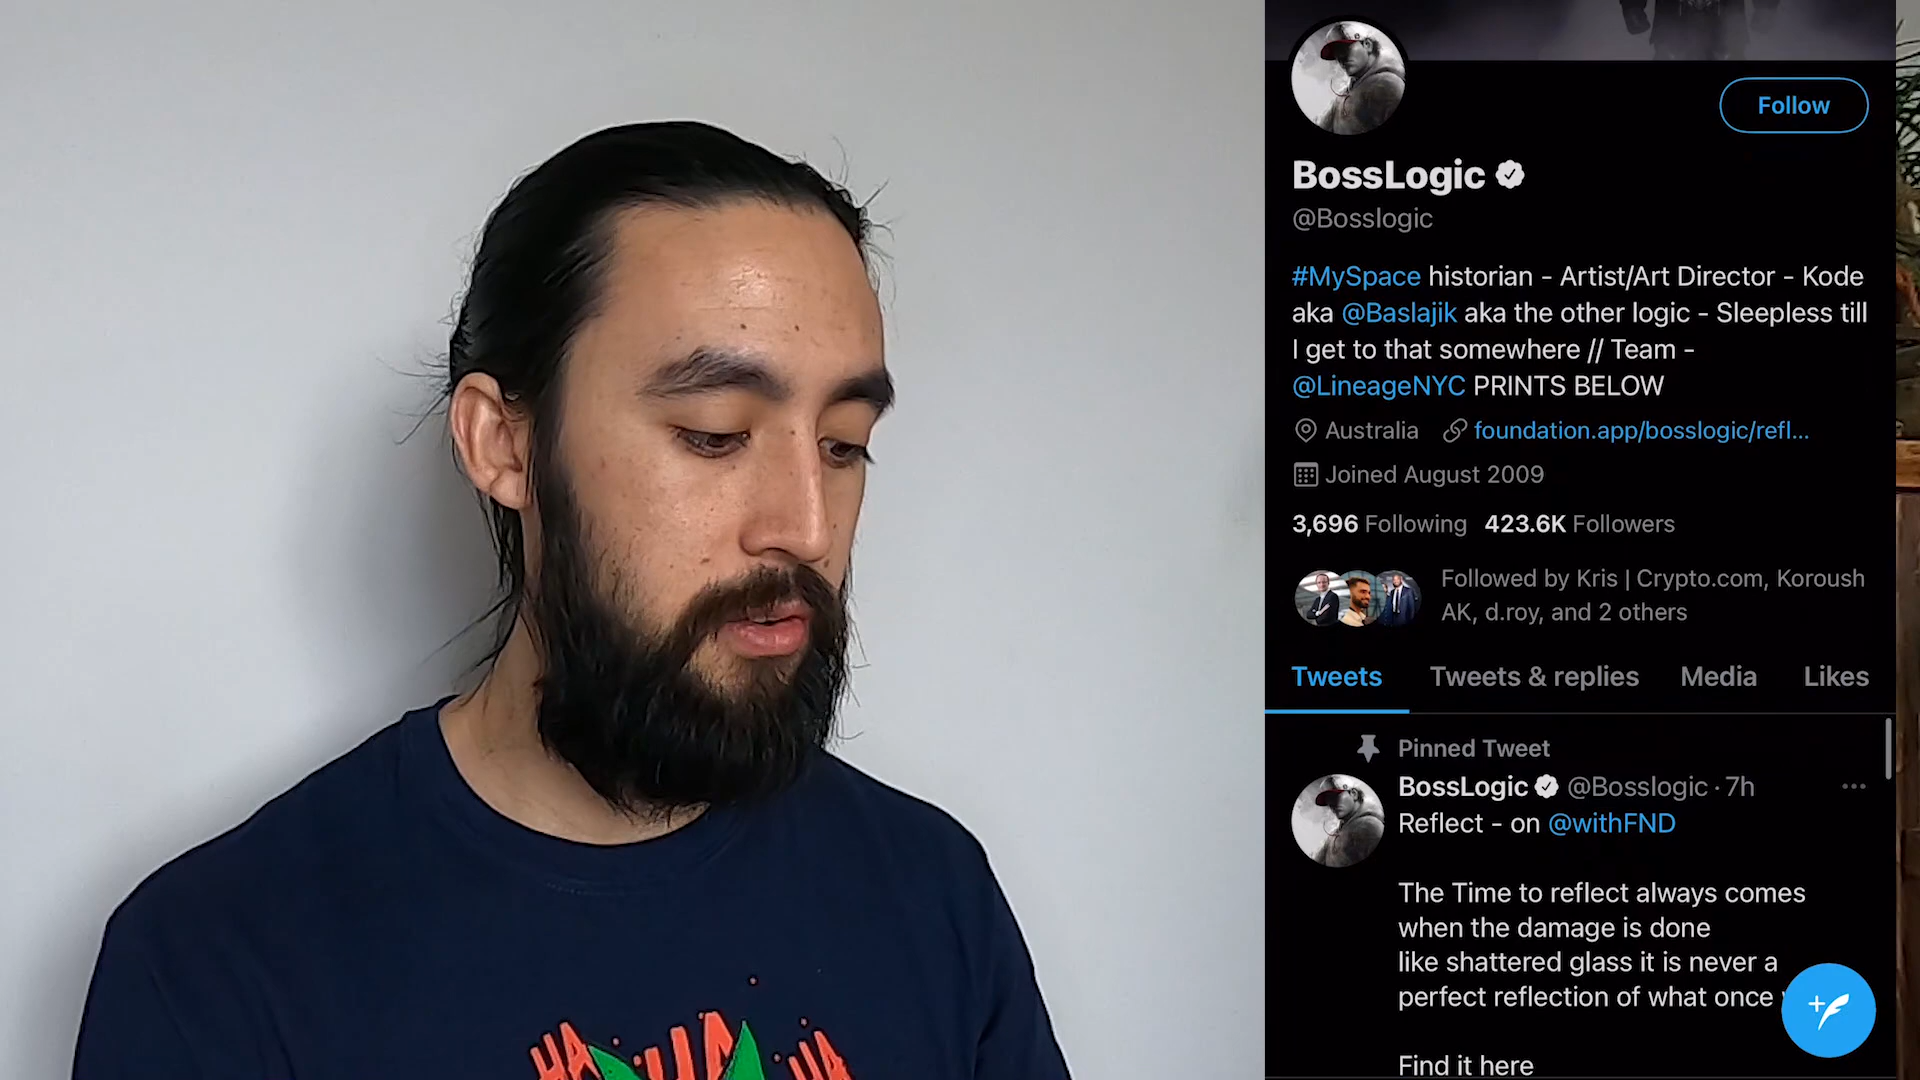 Follow
BossLogic
@Bosslogic
#MySpace historian - Artist/Art Director - Kode
aka @Baslajik aka the other logic - Sleepless till
I get to that somewhere // Team -
@LineageNYC PRINTS BELOW
Australia foundation.app/bosslogic/refl...
Joined August 2009
3,696 Following 423.6K Followers
Followed by Kris | Crypto.com, Koroush
AK, d.roy, and 2 others
Tweets Tweets & replies Media Likes
Pinned Tweet
BossLogic @Bosslogic · 7h
Reflect - on @withFND
The Time to reflect always comes
when the damage is done
like shattered glass it is never a
perfect reflection of what once
Find it here
HA HA HA